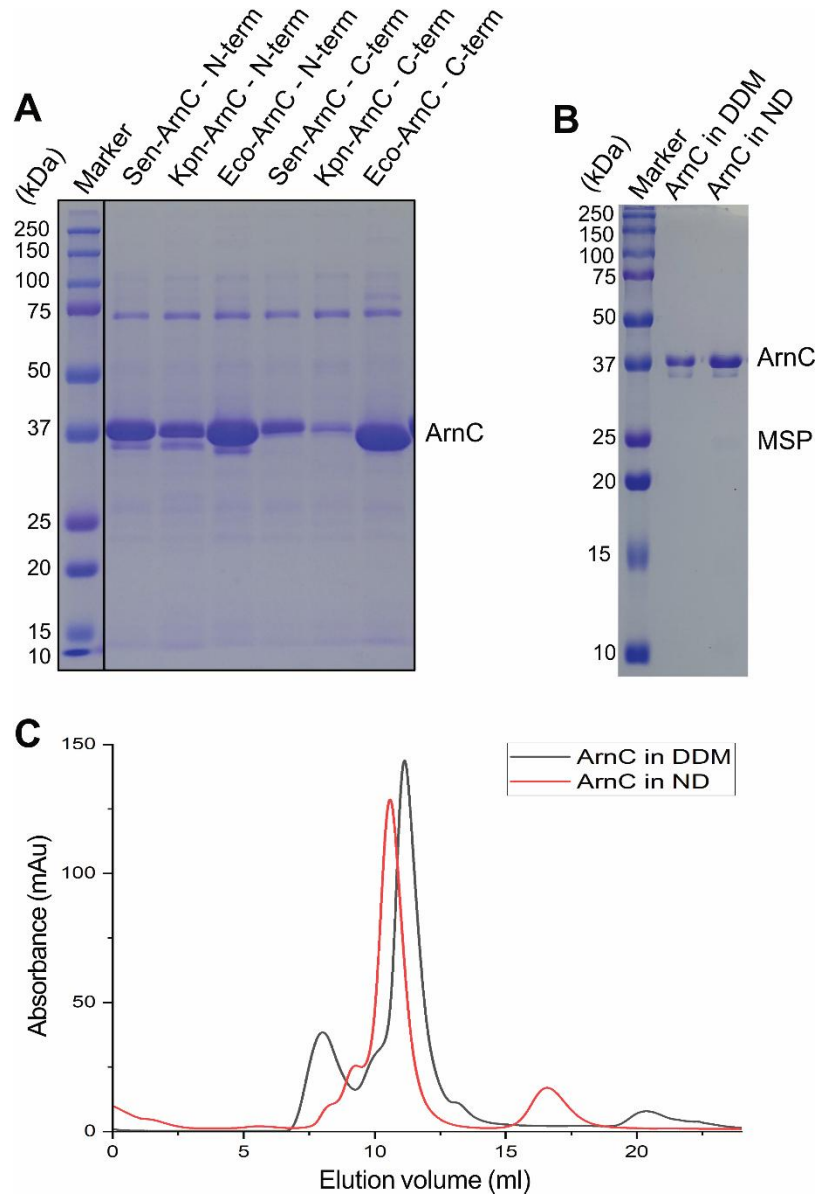 A
(kDa)
Marker
Sen-ArnC - N-term
Kpn-ArnC - N-term
Eco-ArnC - N-term
Sen-ArnC - C-term
Kpn-ArnC - C-term
Eco-ArnC - C-term
250
150
100
75
50
37
25
20
15
10
ArnC
B
(kDa)
Marker
ArnC in DDM
ArnC in ND
250
150
100
75
50
37
25
20
15
10
ArnC
MSP
C
150
100
50
0
Absorbance (mAu)
ArnC in DDM
ArnC in ND
0
5
10
15
20
Elution volume (ml)